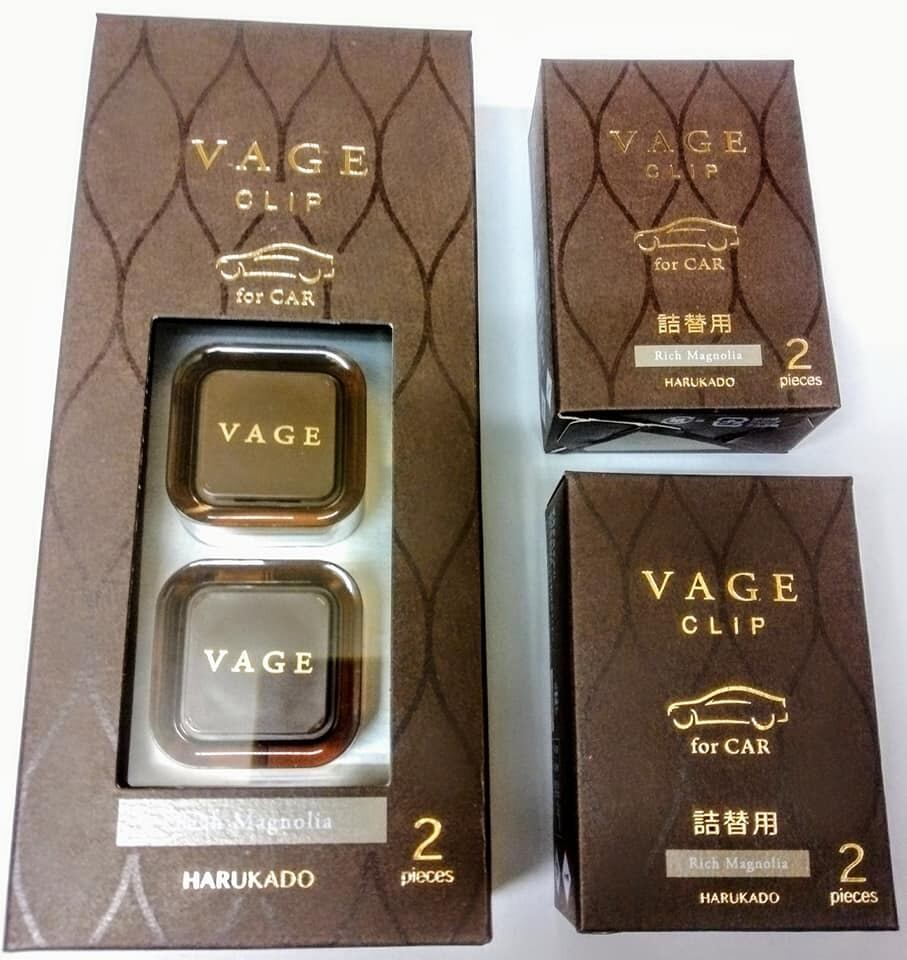 VAGE
CLIP
for CAR
VAGE
VAGE
Rich Magnolia
HARUKADO
2
pieces
VAGE
CLIP
for CAR
詰替用
Rich Magnolia
HARUKADO
2
pieces
VAGE
CLIP
for CAR
詰替用
Rich Magnolia
HARUKADO
2
pieces